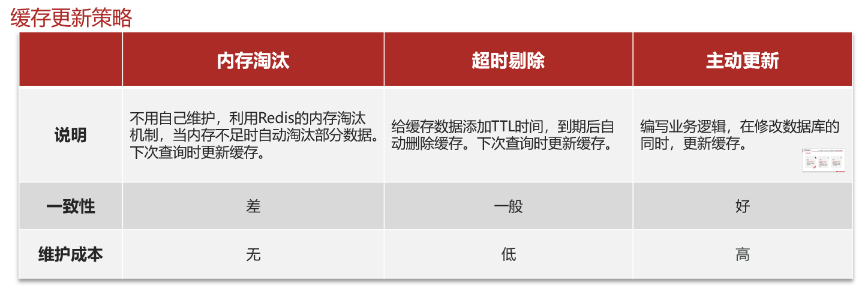 缓存更新策略
内存淘汰
超时剔除
主动更新
说明
不用自己维护，利用Redis的内存淘汰
机制，当内存不足时自动淘汰部分数据。
下次查询时更新缓存。
给缓存数据添加TTL时间，到期后自
动删除缓存。下次查询时更新缓存。
编写业务逻辑，在修改数据库的
同时，更新缓存。
一致性
差
一般
好
维护成本
无
低
高